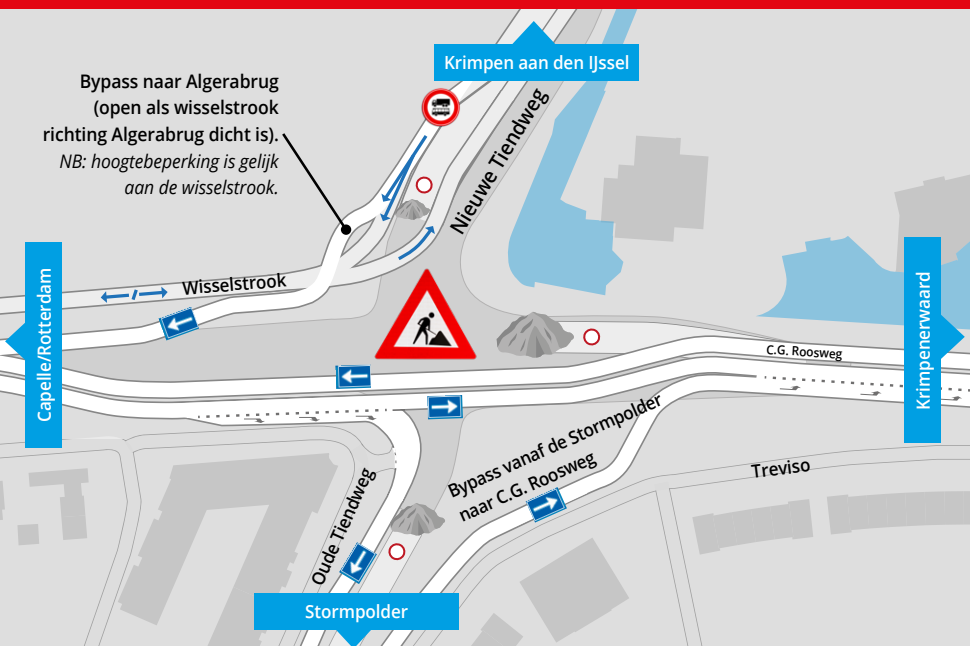 Krimpen aan den IJssel
Bypass naar Algerabrug
(open als wisselstrook
richting Algerabrug dicht is).
NB: hoogtebeperking is gelijk
aan de wisselstrook.
Nieuwe Tiendweg
Wisselstrook
Capelle/Rotterdam
Krimpenerwaard
C.G. Roosweg
Bypass vanaf de Stormpolder
naar C.G. Roosweg
Treviso
Oude Tiendweg
Stormpolder